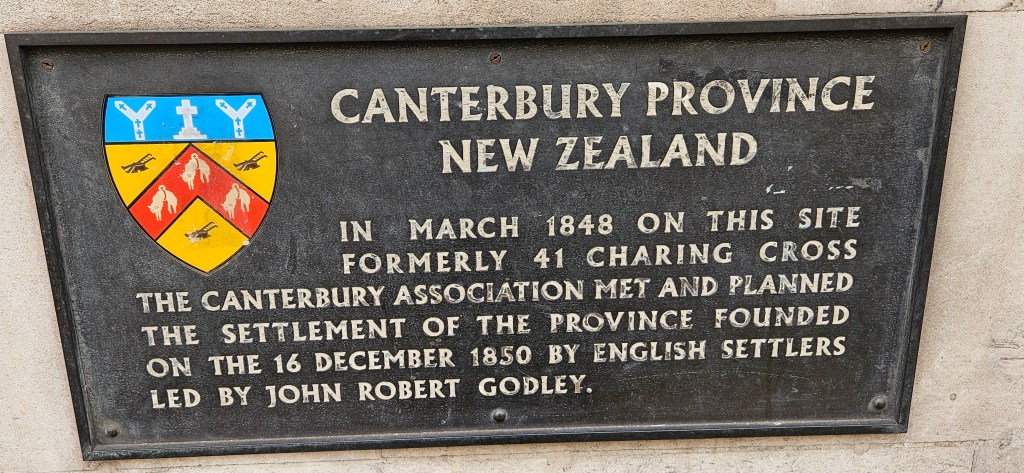 CANTERBURY PROVINCE
NEW ZEALAND
IN MARCH 1848 ON THIS SITE
FORMERLY 41 CHARING CROSS
THE CANTERBURY ASSOCIATION MET AND PLANNED
THE SETTLEMENT OF THE PROVINCE FOUNDED
ON THE 16 DECEMBER 1850 BY ENGLISH SETTLERS
LED BY JOHN ROBERT GODLEY.